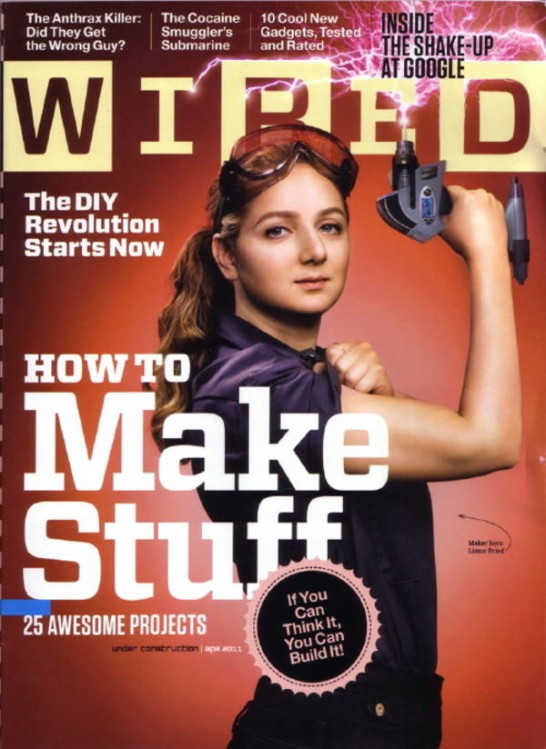 The Anthrax Killer:
Did They Get
the Wrong Guy?
The Cocaine
Smuggler's
Submarine
10 Cool New
Gadgets, Tested
and Rated
INSIDE
THE SHAKE-UP
AT GOOGLE
WIRED
The DIY
Revolution
Starts Now
HOW TO
Make
Stuff
Maker hero
Limor Fried
If You
Can
Think It,
You Can
Build It!
25 AWESOME PROJECTS
under construction | APR 2011